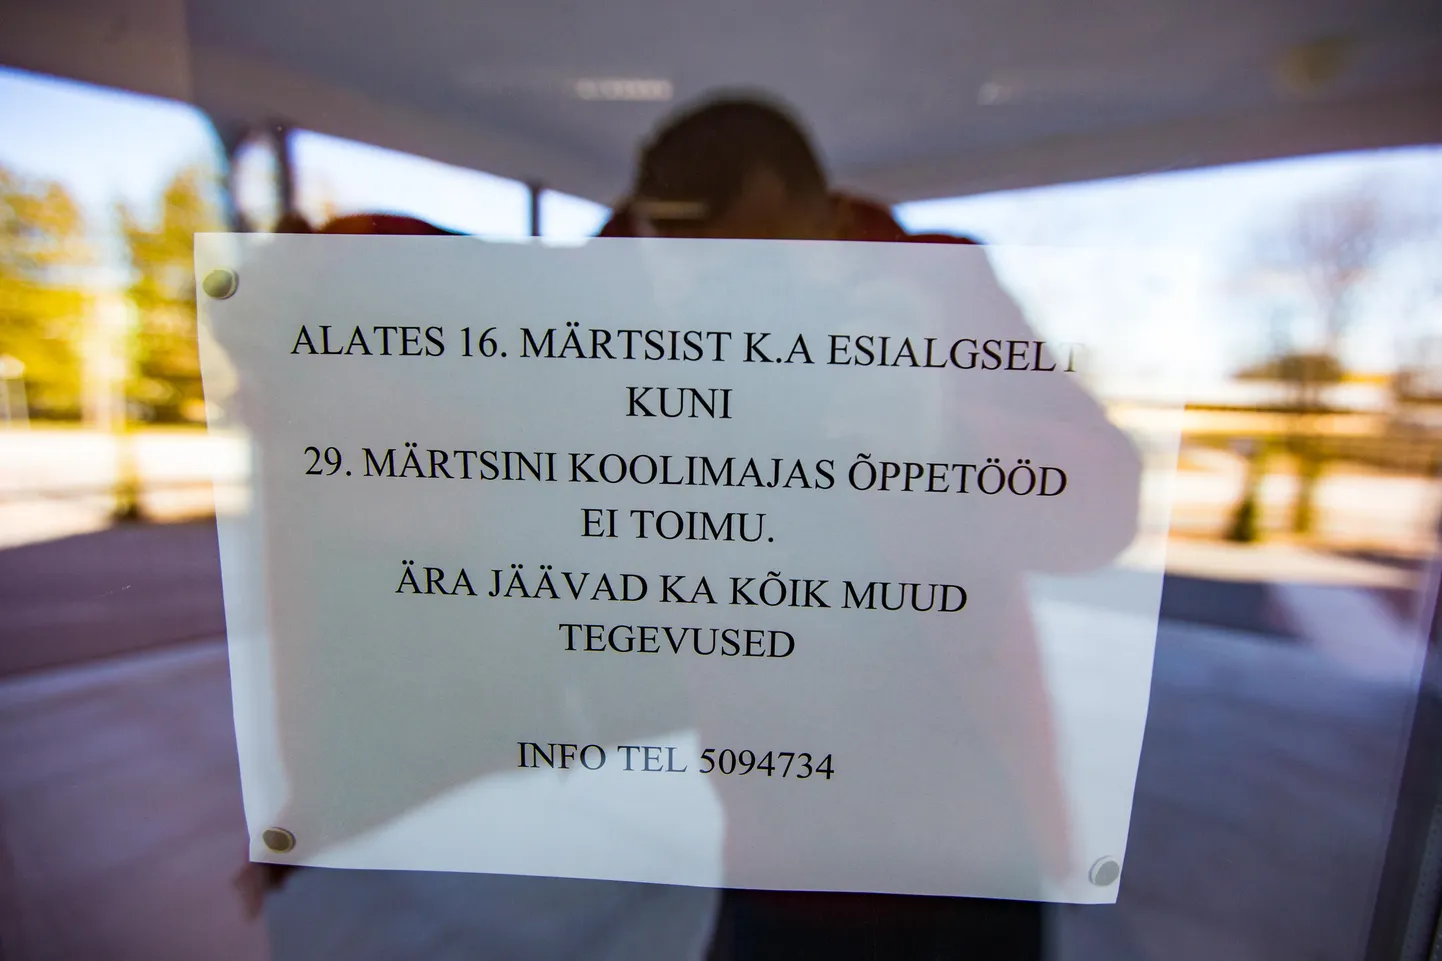 ALATES 16. MÄRTSIST K.A ESIALGSELT
KUNI
29. MÄRTSINI KOOLIMAJAS ÕPPETÖÖD
EI TOIMU.
ÄRA JÄÄVAD KA KÕIK MUUD
TEGEVUSED
INFO TEL 5094734